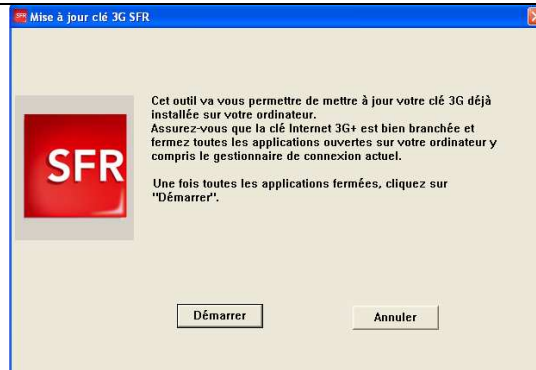 SFR Mise à jour clé 3G SFR
Cet outil va vous permettre de mettre à jour votre clé 3G déjà
installée sur votre ordinateur.
Assurez-vous que la clé Internet 3G+ est bien branchée et
fermez toutes les applications ouvertes sur votre ordinateur y
compris le gestionnaire de connexion actuel.
SFR
Une fois toutes les applications fermées, cliquez sur
"Démarrer".
Démarrer
Annuler